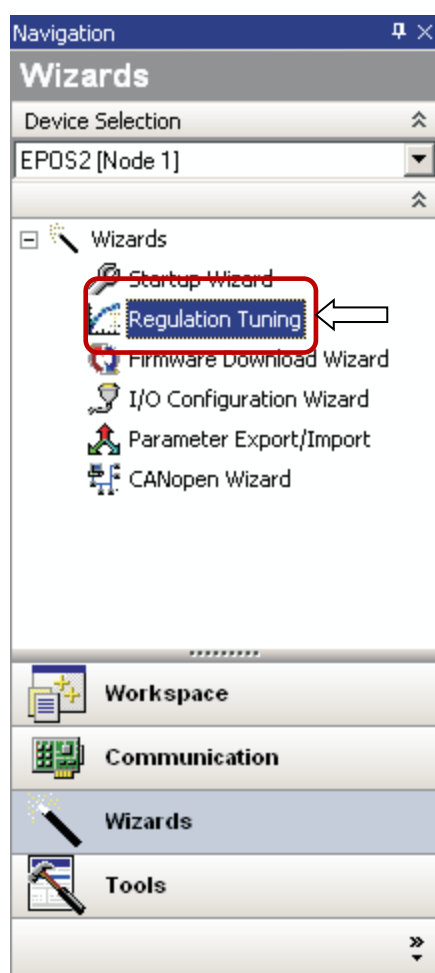 Navigation
Wizards
Device Selection
EPOS2 [Node 1]
Wizards
Startup Wizard
Regulation Tuning
Firmware Download Wizard
I/O Configuration Wizard
Parameter Export/Import
CANopen Wizard
Workspace
Communication
Wizards
Tools